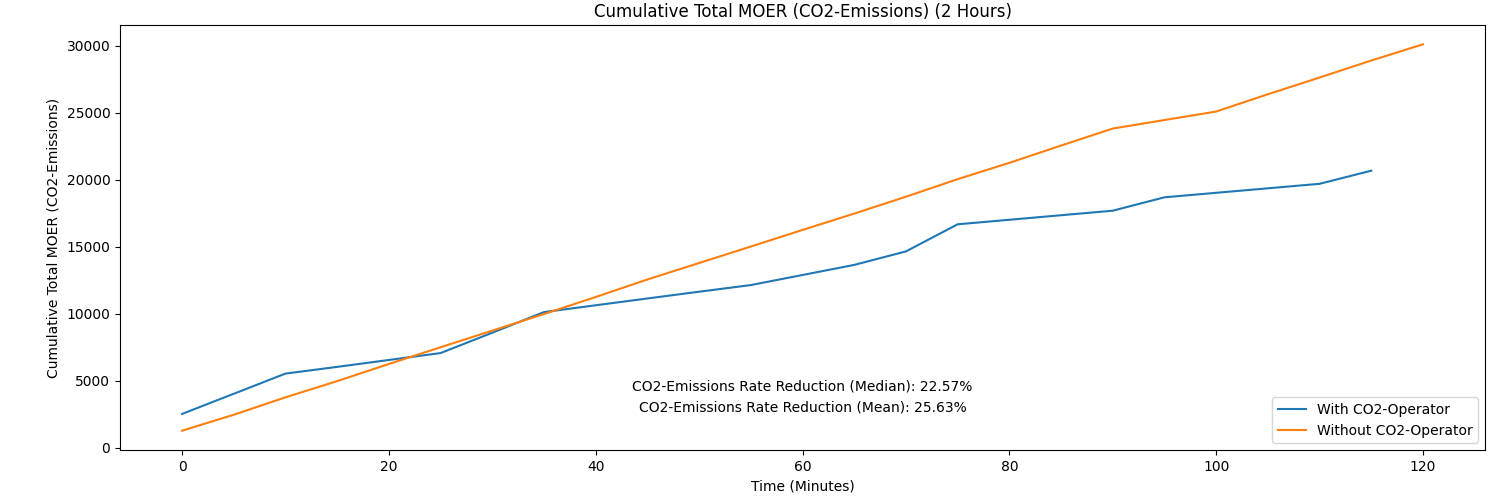 Cumulative Total MOER (CO2-Emissions) (2 Hours)
Cumulative Total MOER (CO2-Emissions)
30000
25000
20000
15000
10000
5000
0
CO2-Emissions Rate Reduction (Median): 22.57%
CO2-Emissions Rate Reduction (Mean): 25.63%
With CO2-Operator
Without CO2-Operator
0 20 40 60 80 100 120
Time (Minutes)